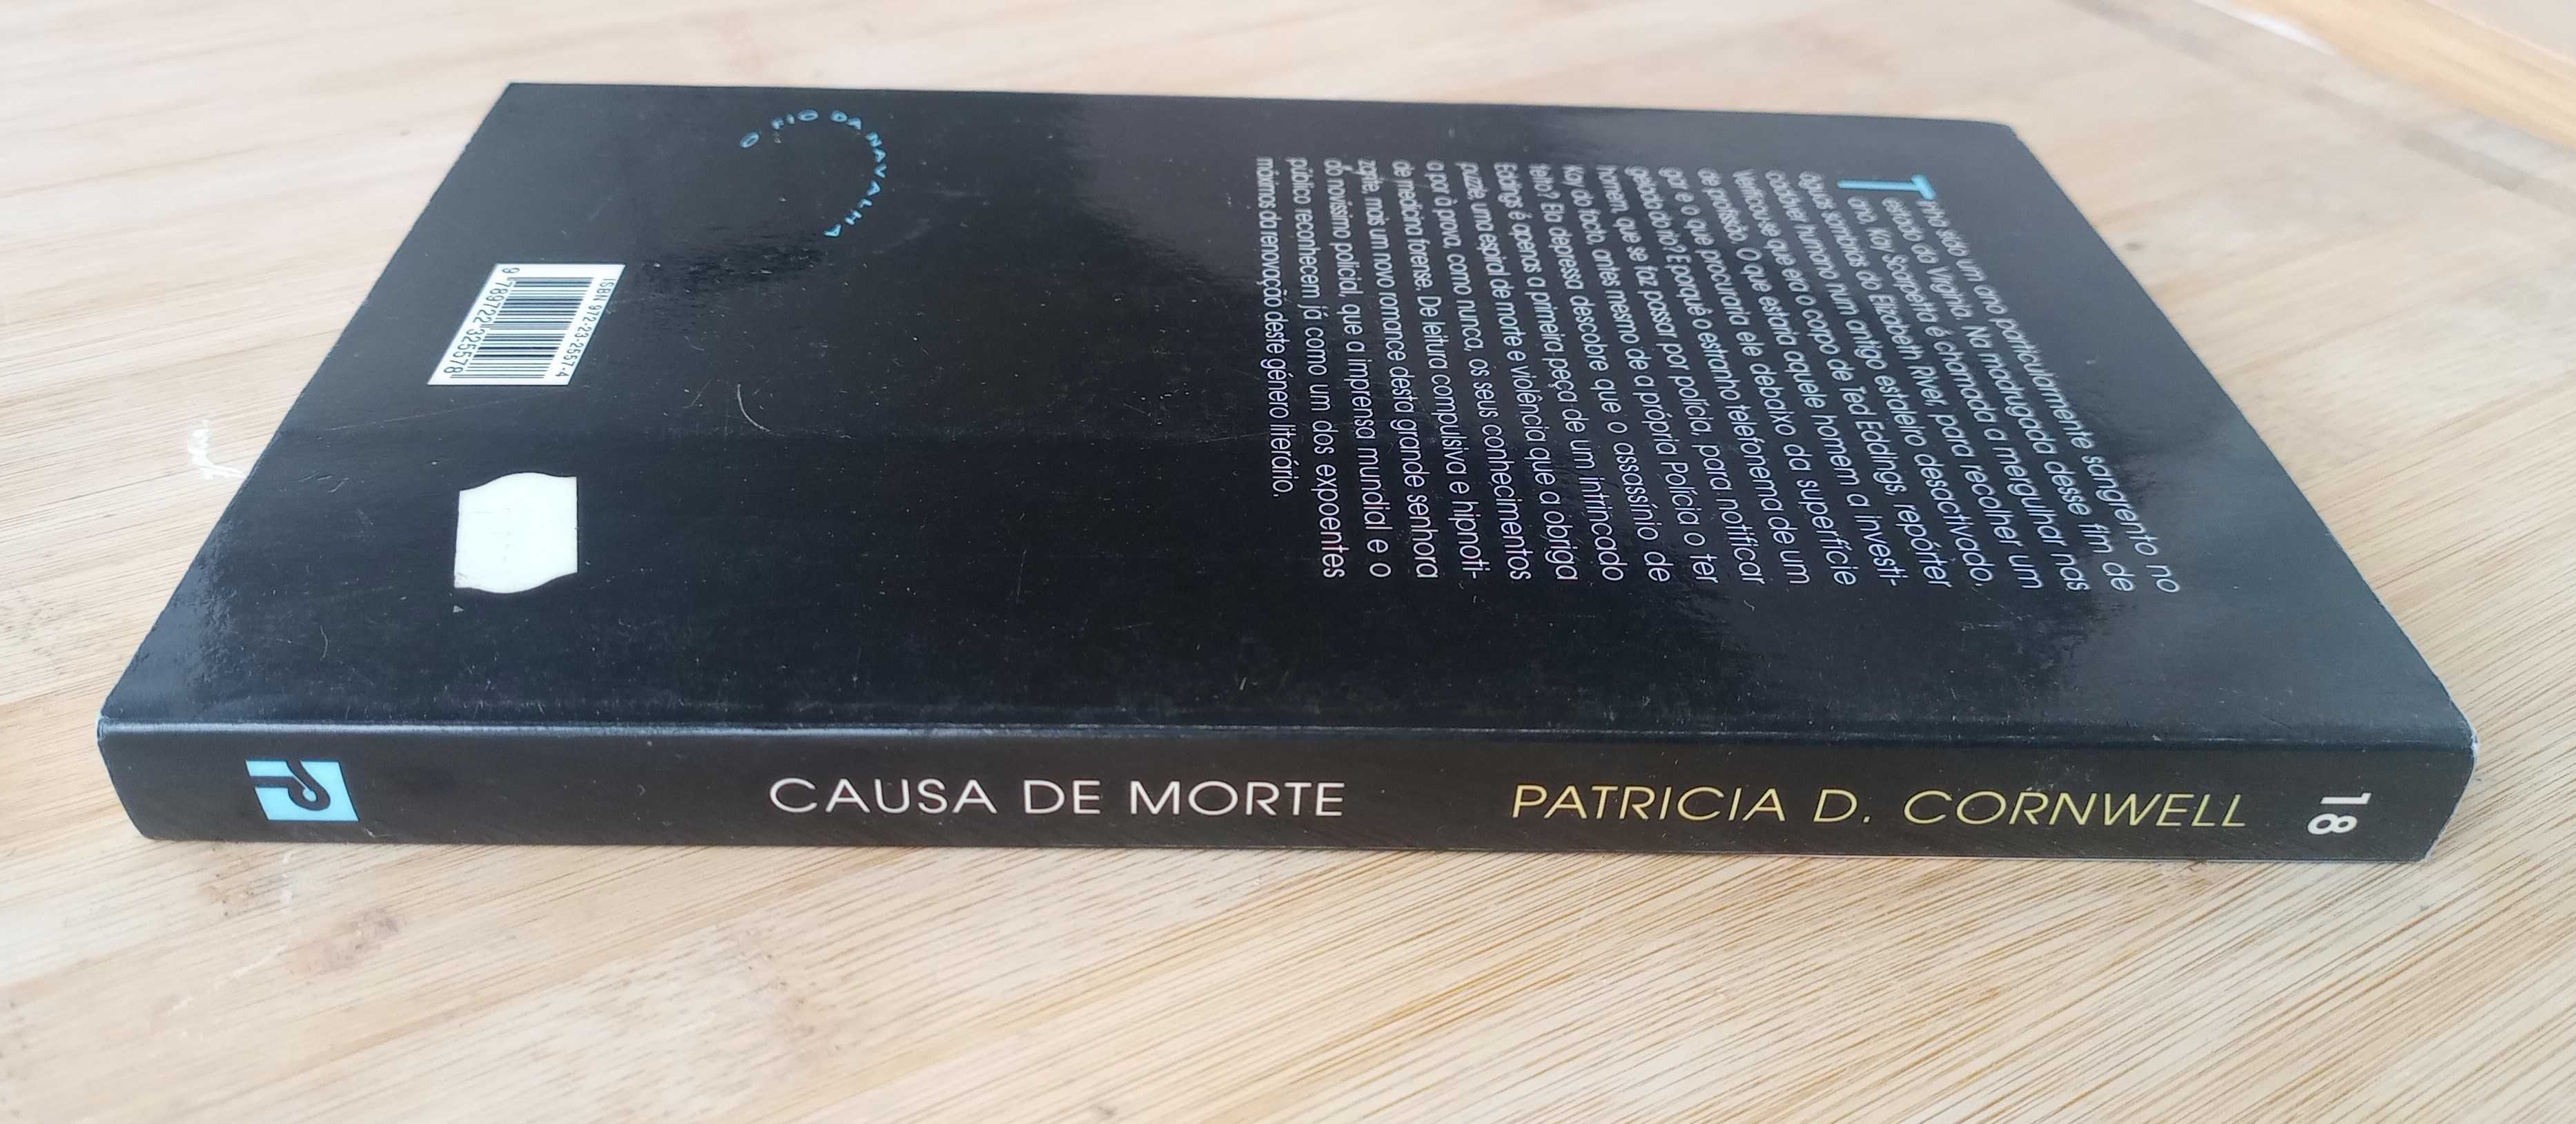 Tinha sido um ano particularmente sangrento no
estado da Virgínia. Na madrugada desse fim de
ano, Kay Scarpetta é chamada a mergulhar nas
águas sombrias do Elizabeth River, para recolher um
cadáver humano num antigo estaleiro desactivado.
Verificou-se que era o corpo de Ted Eddings, repórter
de profissão. O que estaria aquele homem a investi-
gar e o que procuraria ele debaixo da superfície
gelada do rio? E porquê o estranho telefonema de um
homem, que se faz passar por polícia, para notificar
Kay do facto, antes mesmo de a própria Polícia o ter
feito? Ela depressa descobre que o assassínio de
Eddings é apenas a primeira peça de um intrincado
puzzle, uma espiral de morte e violência que a obriga
a pôr à prova, como nunca, os seus conhecimentos
de medicina forense. De leitura compulsiva e hipnoti-
zante, mais um novo romance desta grande senhora
do novíssimo policial, que a imprensa mundial e o
público reconhecem já como um dos expoentes
máximos da renovação deste género literário.
O FIO DA NAVALHA
ISBN 972-23-2557-4
9 789722 325578
18
PATRICIA D. CORNWELL
CAUSA DE MORTE